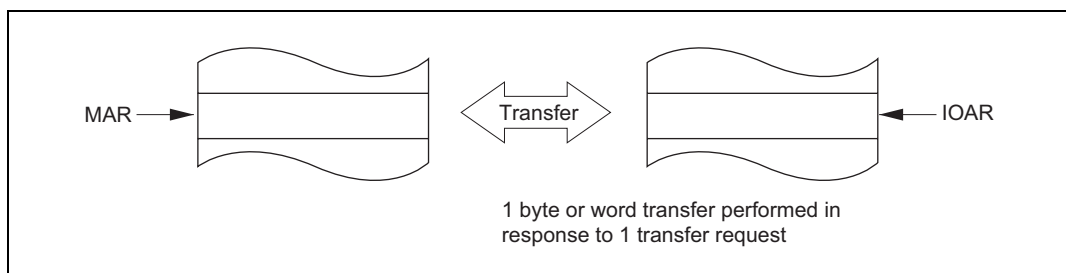 MAR
Transfer
IOAR
1 byte or word transfer performed in
response to 1 transfer request